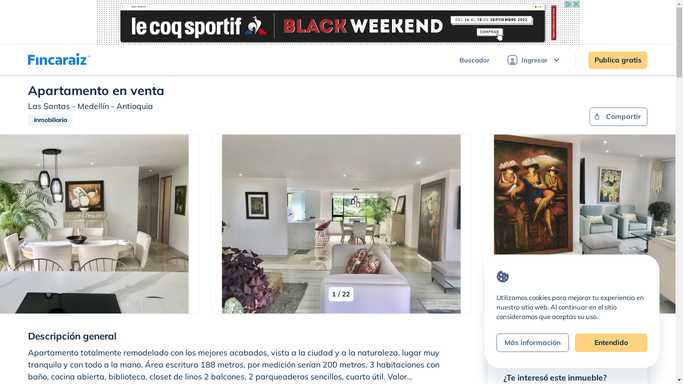 le coq sportif
BLACK WEEKEND
DEL 16 AL 18 DE SEPTIEMBRE 2022
COMPRAR
Fincaraiz
Buscador
Ingresar
Publica gratis
Apartamento en venta
Las Santas - Medellín - Antioquia
Inmobiliaria
Compartir
1 / 22
Utilizamos cookies para mejorar tu experiencia en
nuestro sitio web. Al continuar en el sitio
consideramos que aceptas su uso.
Más información
Entendido
Descripción general
Apartamento totalmente remodelado con los mejores acabados, vista a la ciudad y a la naturaleza, lugar muy
tranquilo y con todo a la mano. Área escritura 188 metros, por medición serían 200 metros, 3 habitaciones con
baño, cocina abierta, biblioteca, closet de linos 2 balcones, 2 parqueaderos sencillos, cuarto útil. Valor...
¿Te interesó este inmueble?